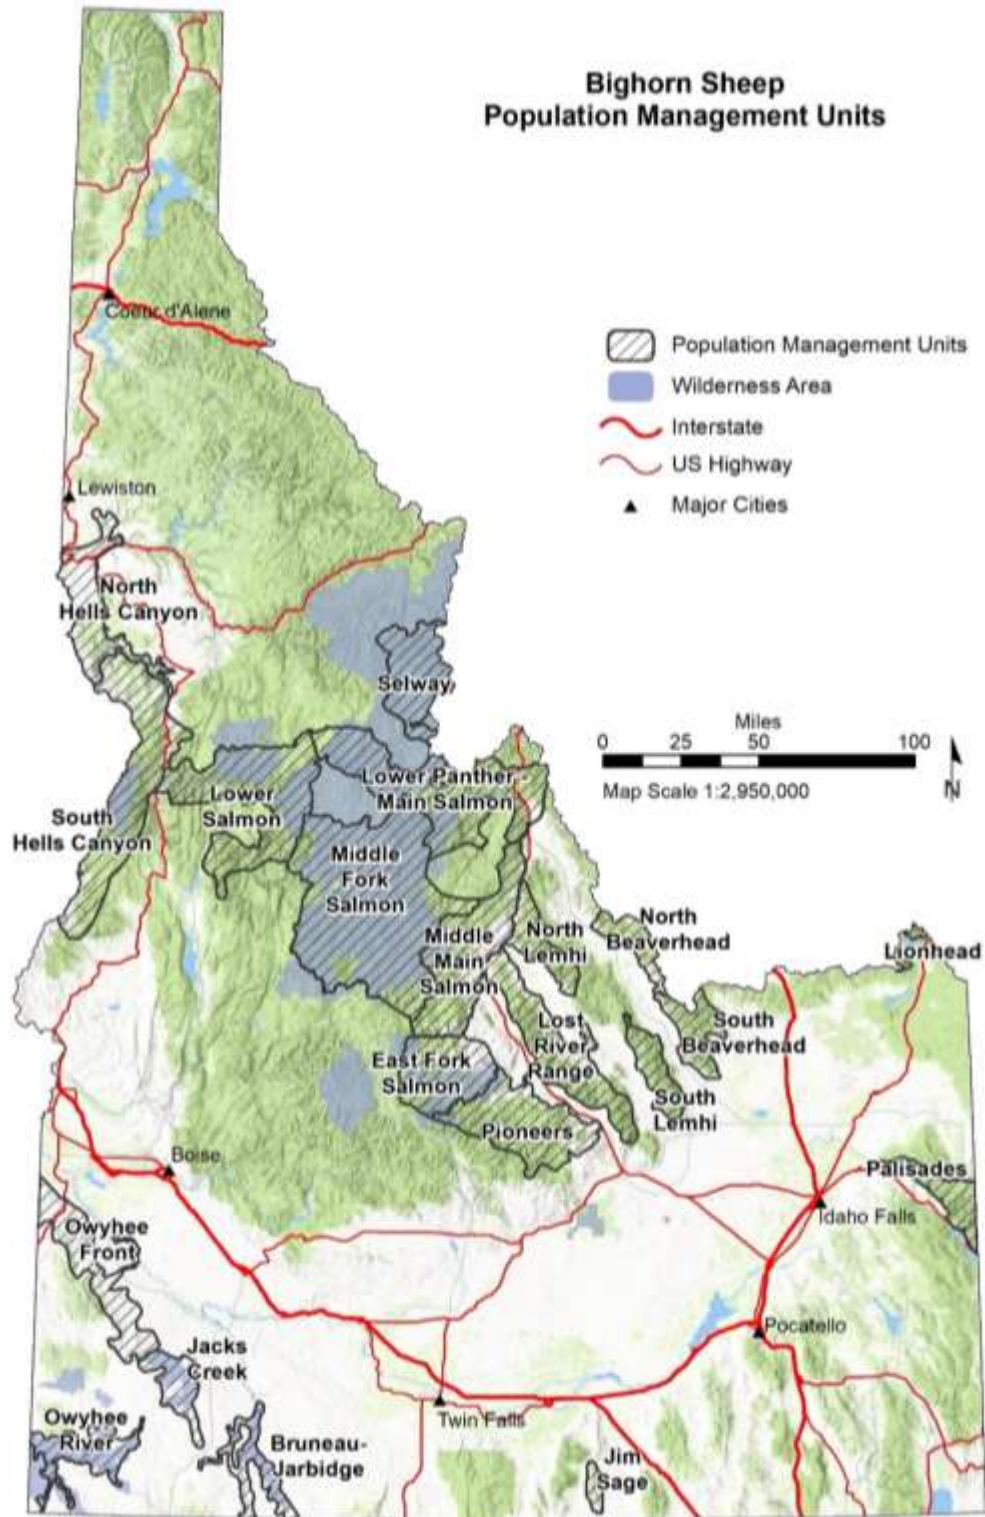 Bighorn Sheep
Population Management Units
Coeur d'Alene
Population Management Units
Wilderness Area
Interstate
US Highway
Major Cities
Lewiston
North
Hells Canyon
Selway
Miles
0 25 50 100
Map Scale 1:2,950,000
N
Lower Panther -
Main Salmon
Lower
Salmon
South
Hells Canyon
Middle
Fork
Salmon
North
Beaverhead
North
Lemhi
Middle
Main
Salmon
Lionhead
Lost
River
Range
South
Beaverhead
East Fork
Salmon
South
Lemhi
Pioneers
Boise
Palisades
Idaho Falls
Owyhee
Front
Pocatello
Jacks
Creek
Twin Falls
Owyhee
River
Bruneau-
Jarbidge
Jim
Sage